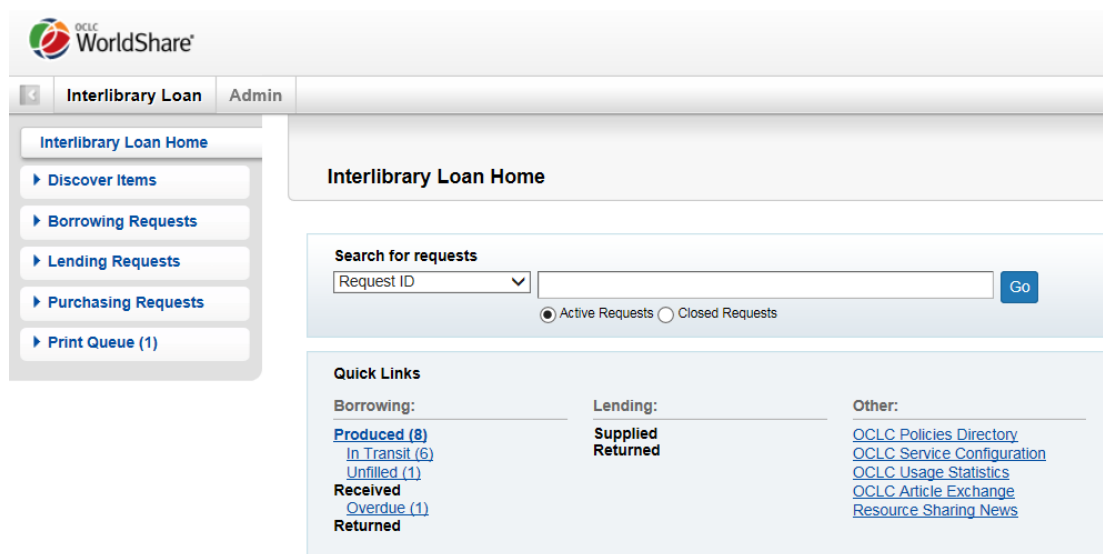 OCLC
WorldShare®
Interlibrary Loan Admin
Interlibrary Loan Home
Discover Items
Borrowing Requests
Lending Requests
Purchasing Requests
Print Queue (1)
Interlibrary Loan Home
Search for requests
Request ID
Go
Active Requests Closed Requests
Quick Links
Borrowing:
Produced (8)
In Transit (6)
Unfilled (1)
Received
Overdue (1)
Returned
Lending:
Supplied
Returned
Other:
OCLC Policies Directory
OCLC Service Configuration
OCLC Usage Statistics
OCLC Article Exchange
Resource Sharing News